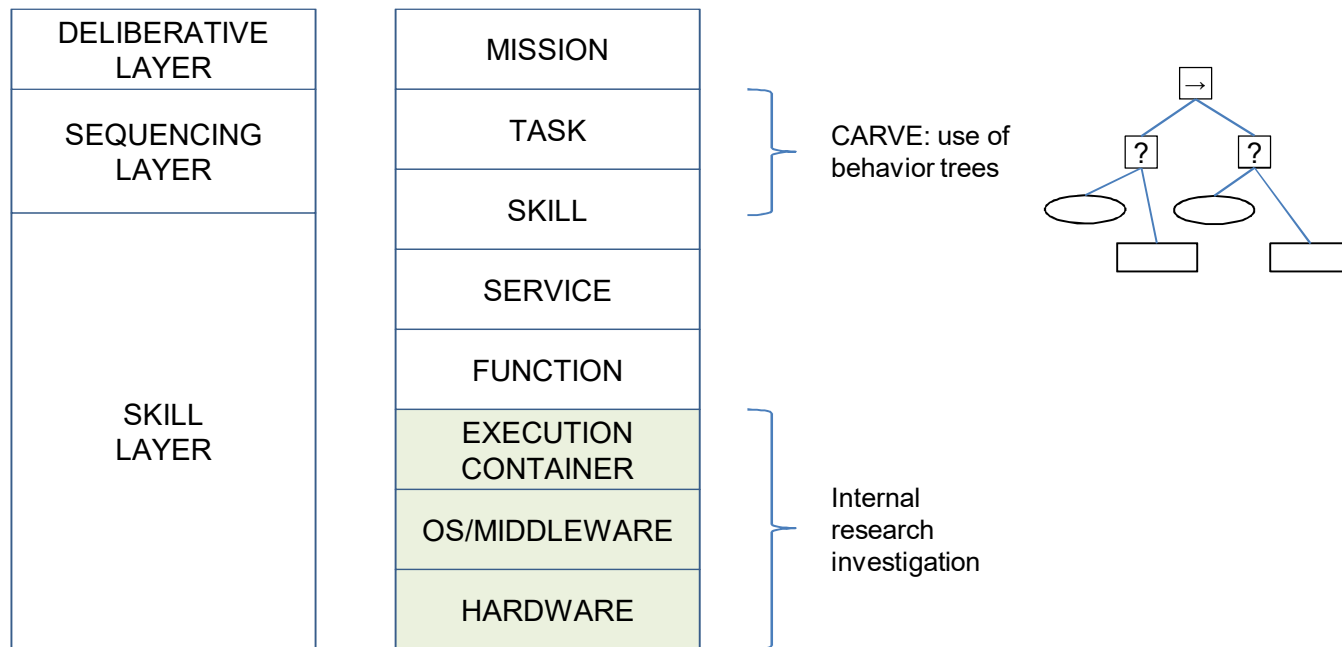 DELIBERATIVE
LAYER
SEQUENCING
LAYER
SKILL
LAYER
MISSION
TASK
SKILL
SERVICE
FUNCTION
EXECUTION
CONTAINER
OS/MIDDLEWARE
HARDWARE
CARVE: use of
behavior trees
Internal
research
investigation
→
? ?